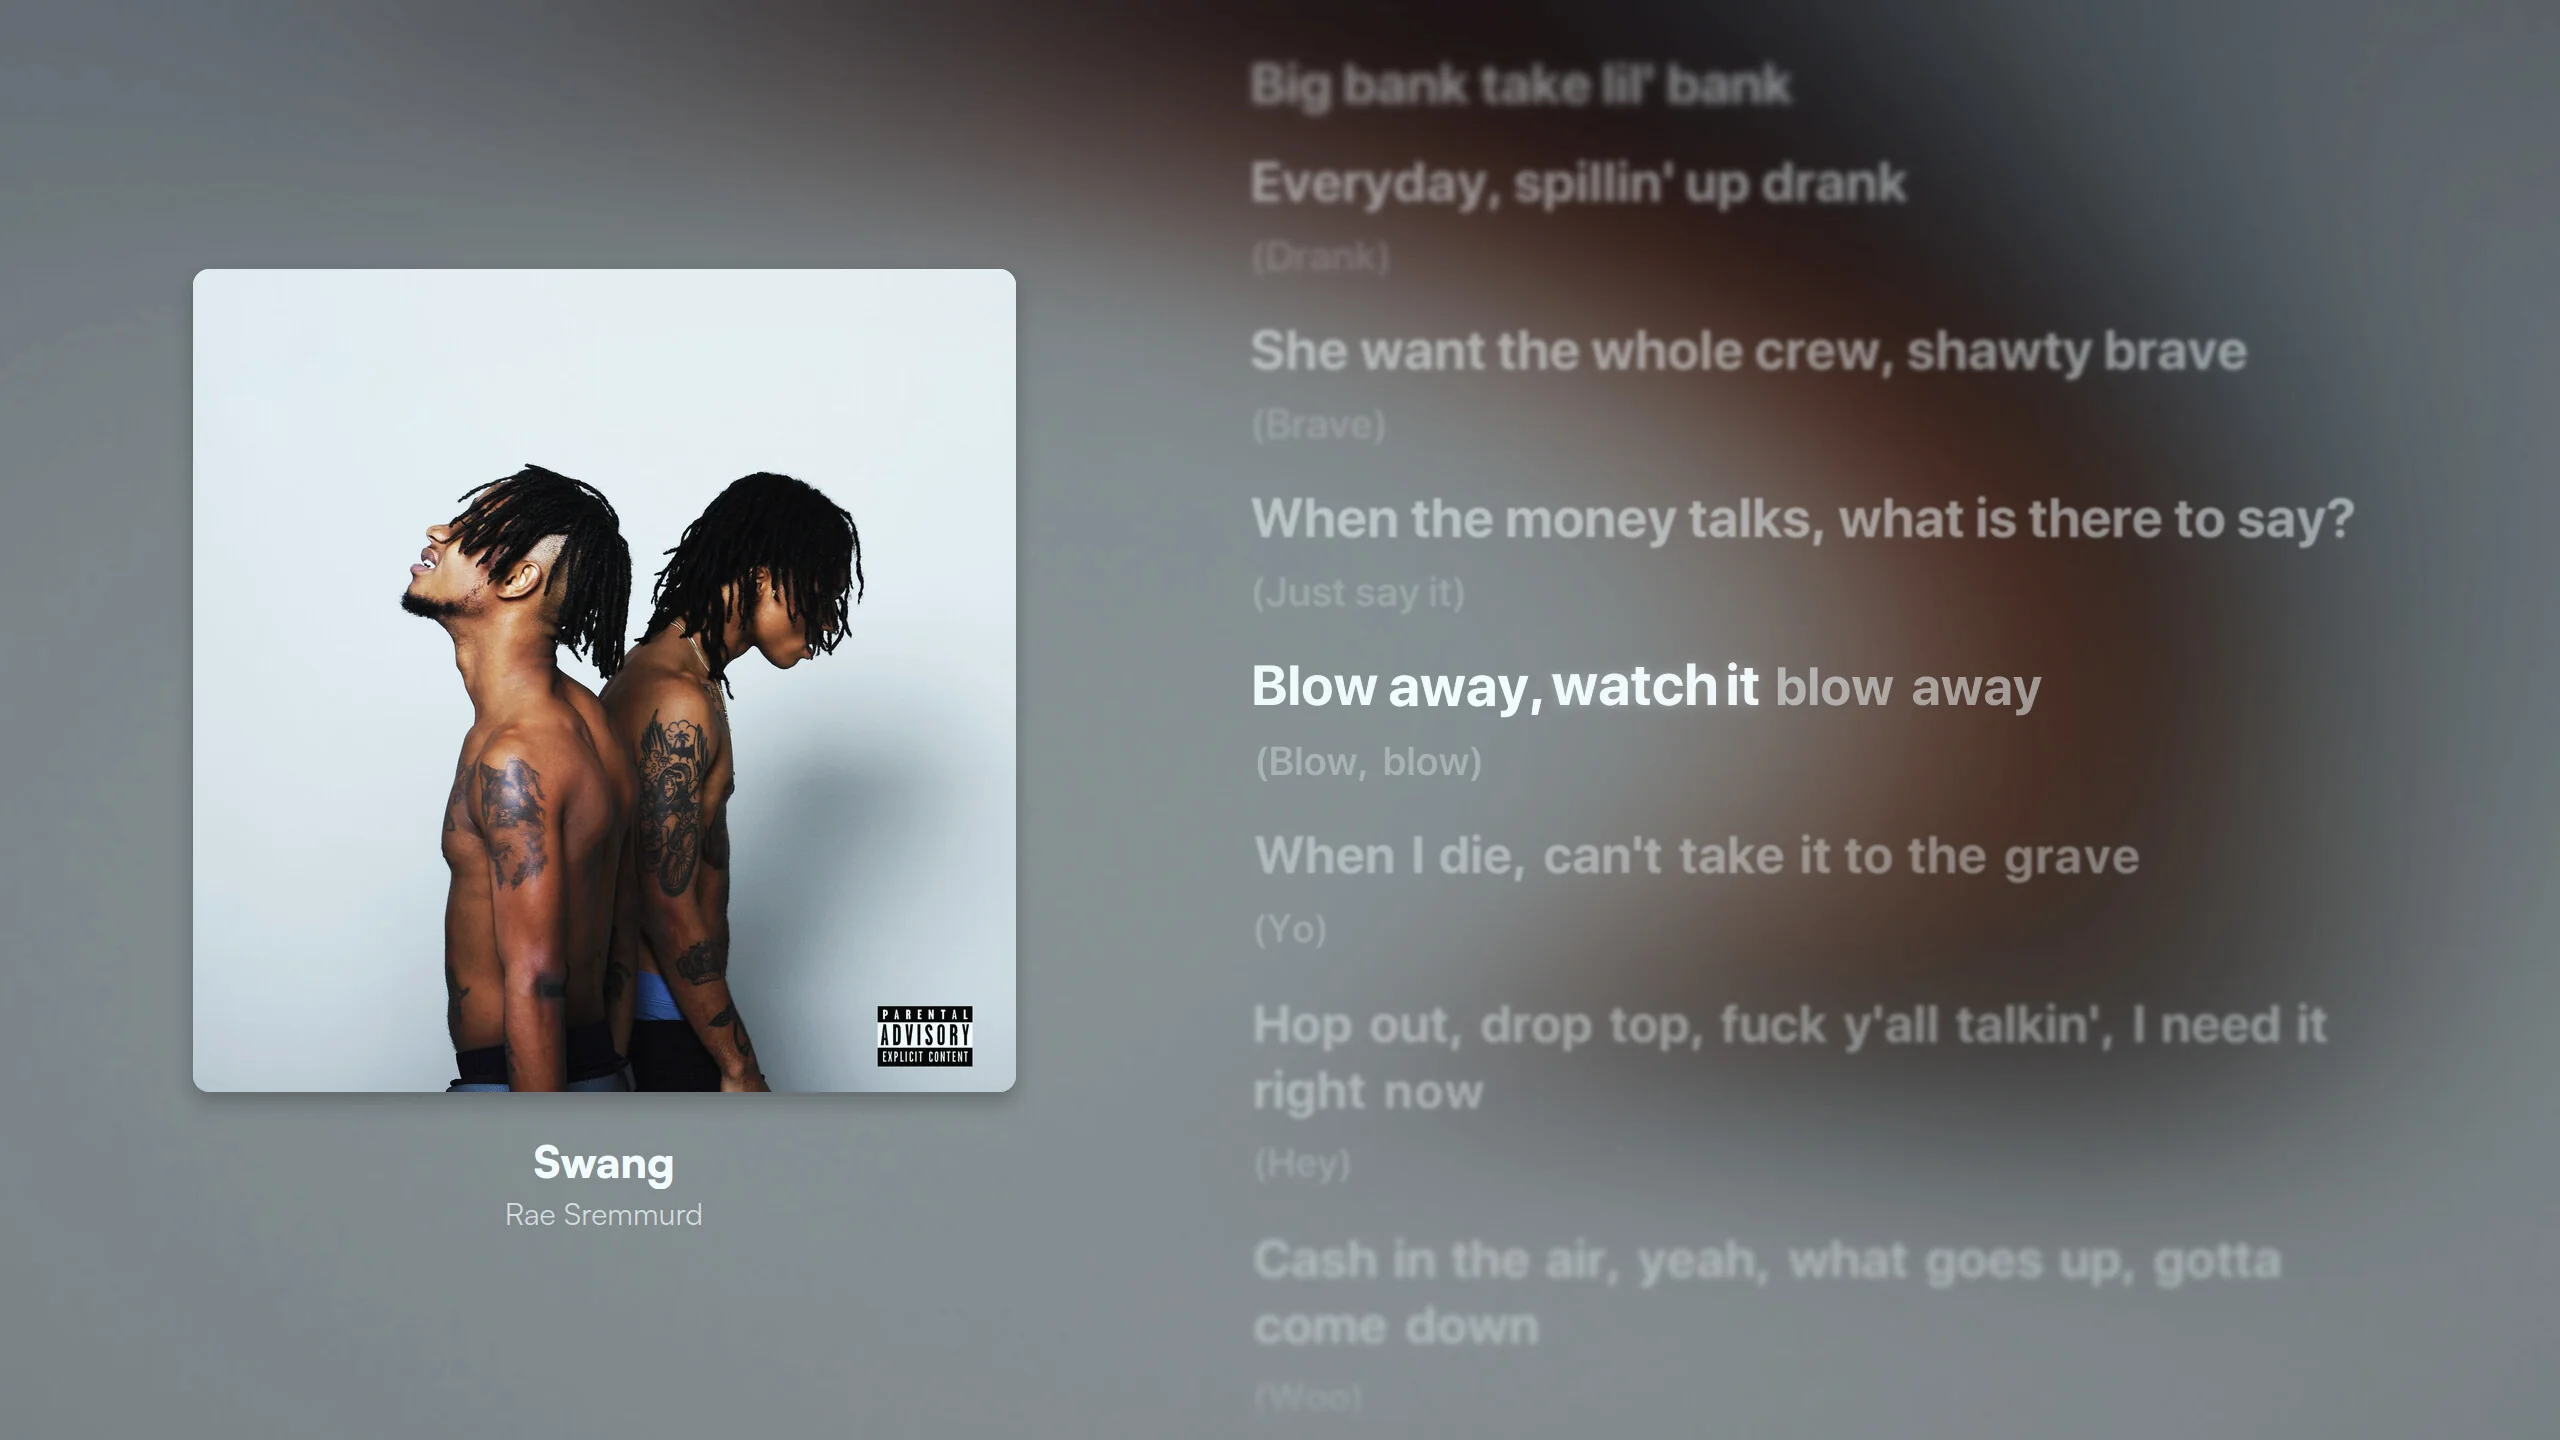 PARENTAL
ADVISORY
EXPLICIT CONTENT
Swang
Rae Sremmurd
Big bank take lil' bank
Everyday, spillin' up drank
(Drank)
She want the whole crew, shawty brave
(Brave)
When the money talks, what is there to say?
(Just say it)
Blow away, watch it blow away
(Blow, blow)
When I die, can't take it to the grave
(Yo)
Hop out, drop top, fuck y'all talkin', I need it
right now
(Hey)
Cash in the air, yeah, what goes up, gotta
come down
(Woo)